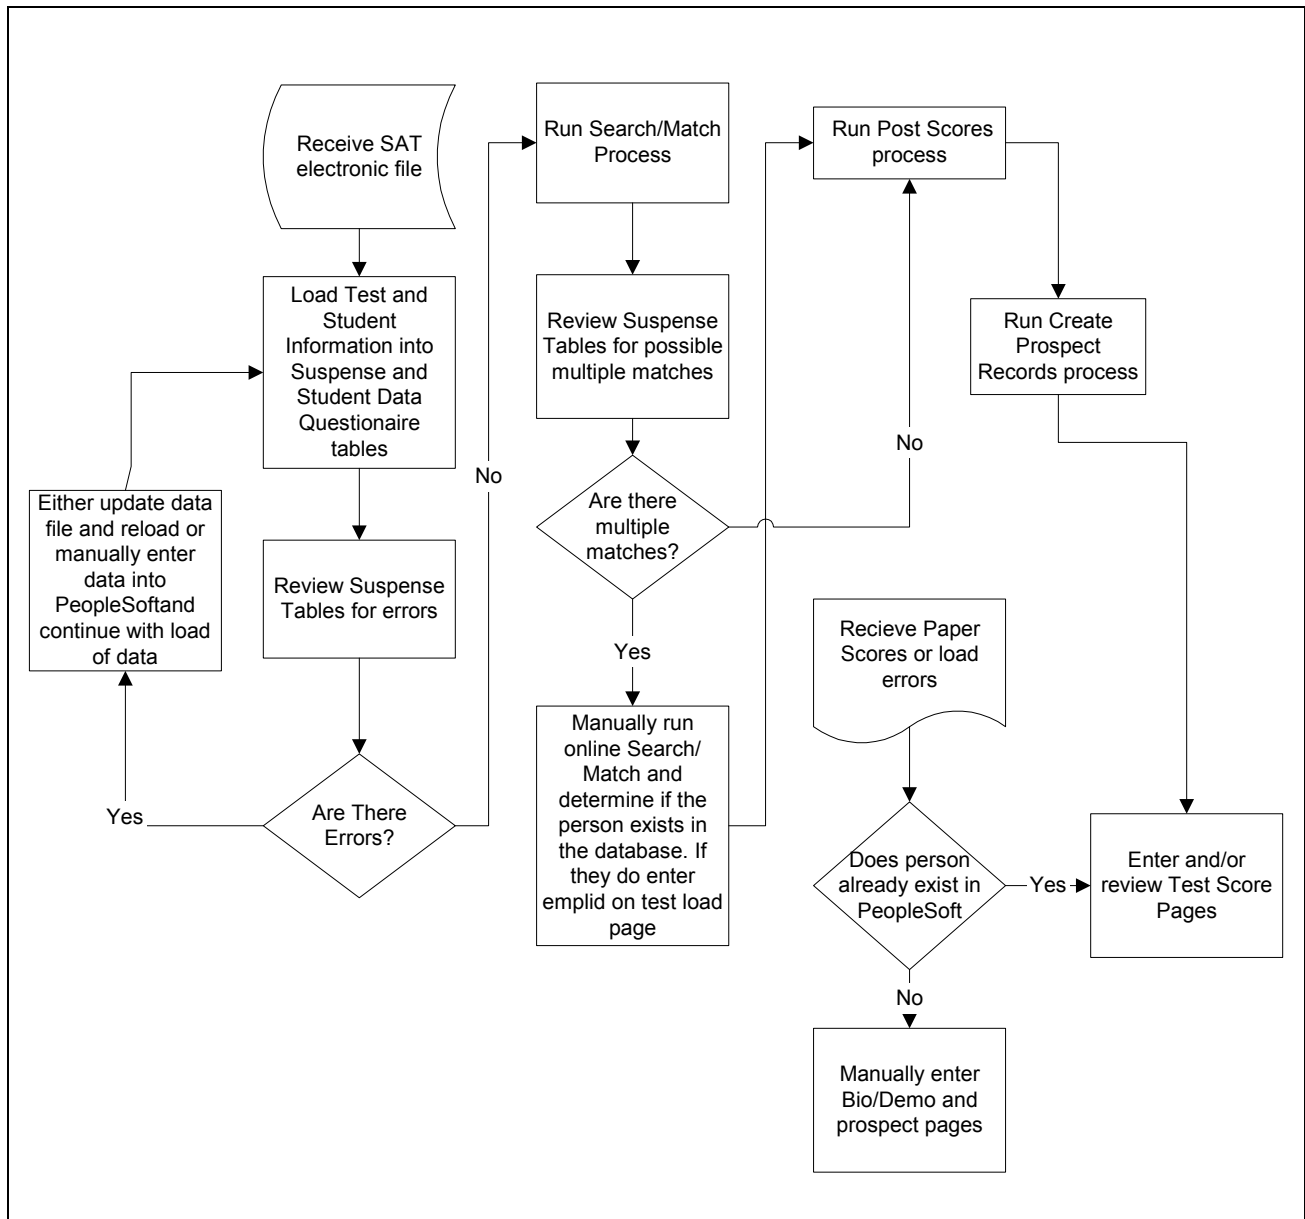 Receive SAT
electronic file
Load Test and
Student
Information into
Suspense and
Student Data
Questionaire
tables
Either update data
file and reload or
manually enter
data into
PeopleSoftand
continue with load
of data
Review Suspense
Tables for errors
Yes
Are There
Errors?
No
Run Search/Match
Process
Review Suspense
Tables for possible
multiple matches
Are there
multiple
matches?
No
Yes
Manually run
online Search/
Match and
determine if the
person exists in
the database. If
they do enter
emplid on test load
page
Run Post Scores
process
Run Create
Prospect
Records process
Recieve Paper
Scores or load
errors
Does person
already exist in
PeopleSoft
Yes
Enter and/or
review Test Score
Pages
No
Manually enter
Bio/Demo and
prospect pages